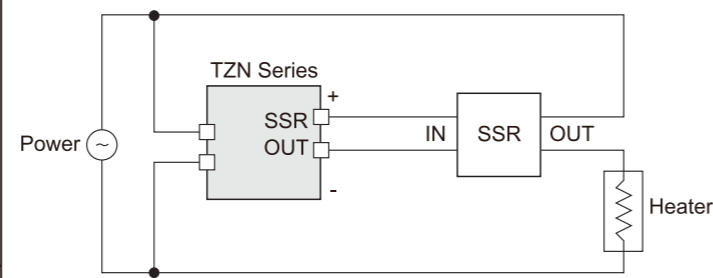 TZN Series
+
SSR
OUT
-
Power
~
IN
SSR
OUT
Heater